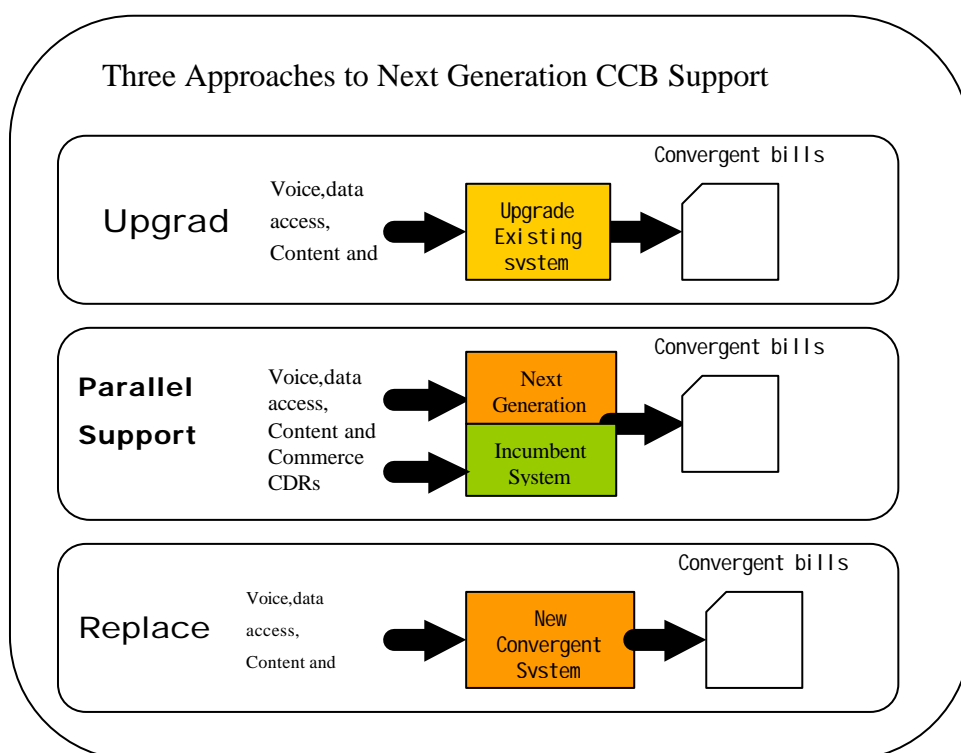 Three Approaches to Next Generation CCB Support
Convergent bills
Upgrad
Voice,data
access,
Content and
Upgrade
Existing
system
Convergent bills
Parallel
Support
Voice,data
access,
Content and
Commerce
CDRs
Next
Generation
Incumbent
System
Convergent bills
Replace
Voice,data
access,
Content and
New
Convergent
System